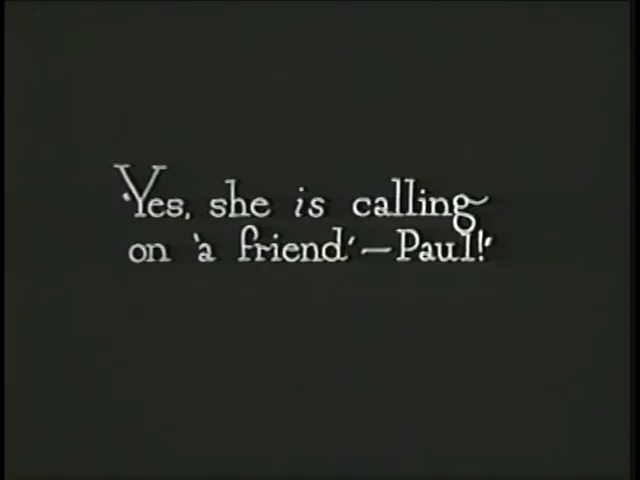 "Yes, she is calling
on 'a friend'—Paul!"